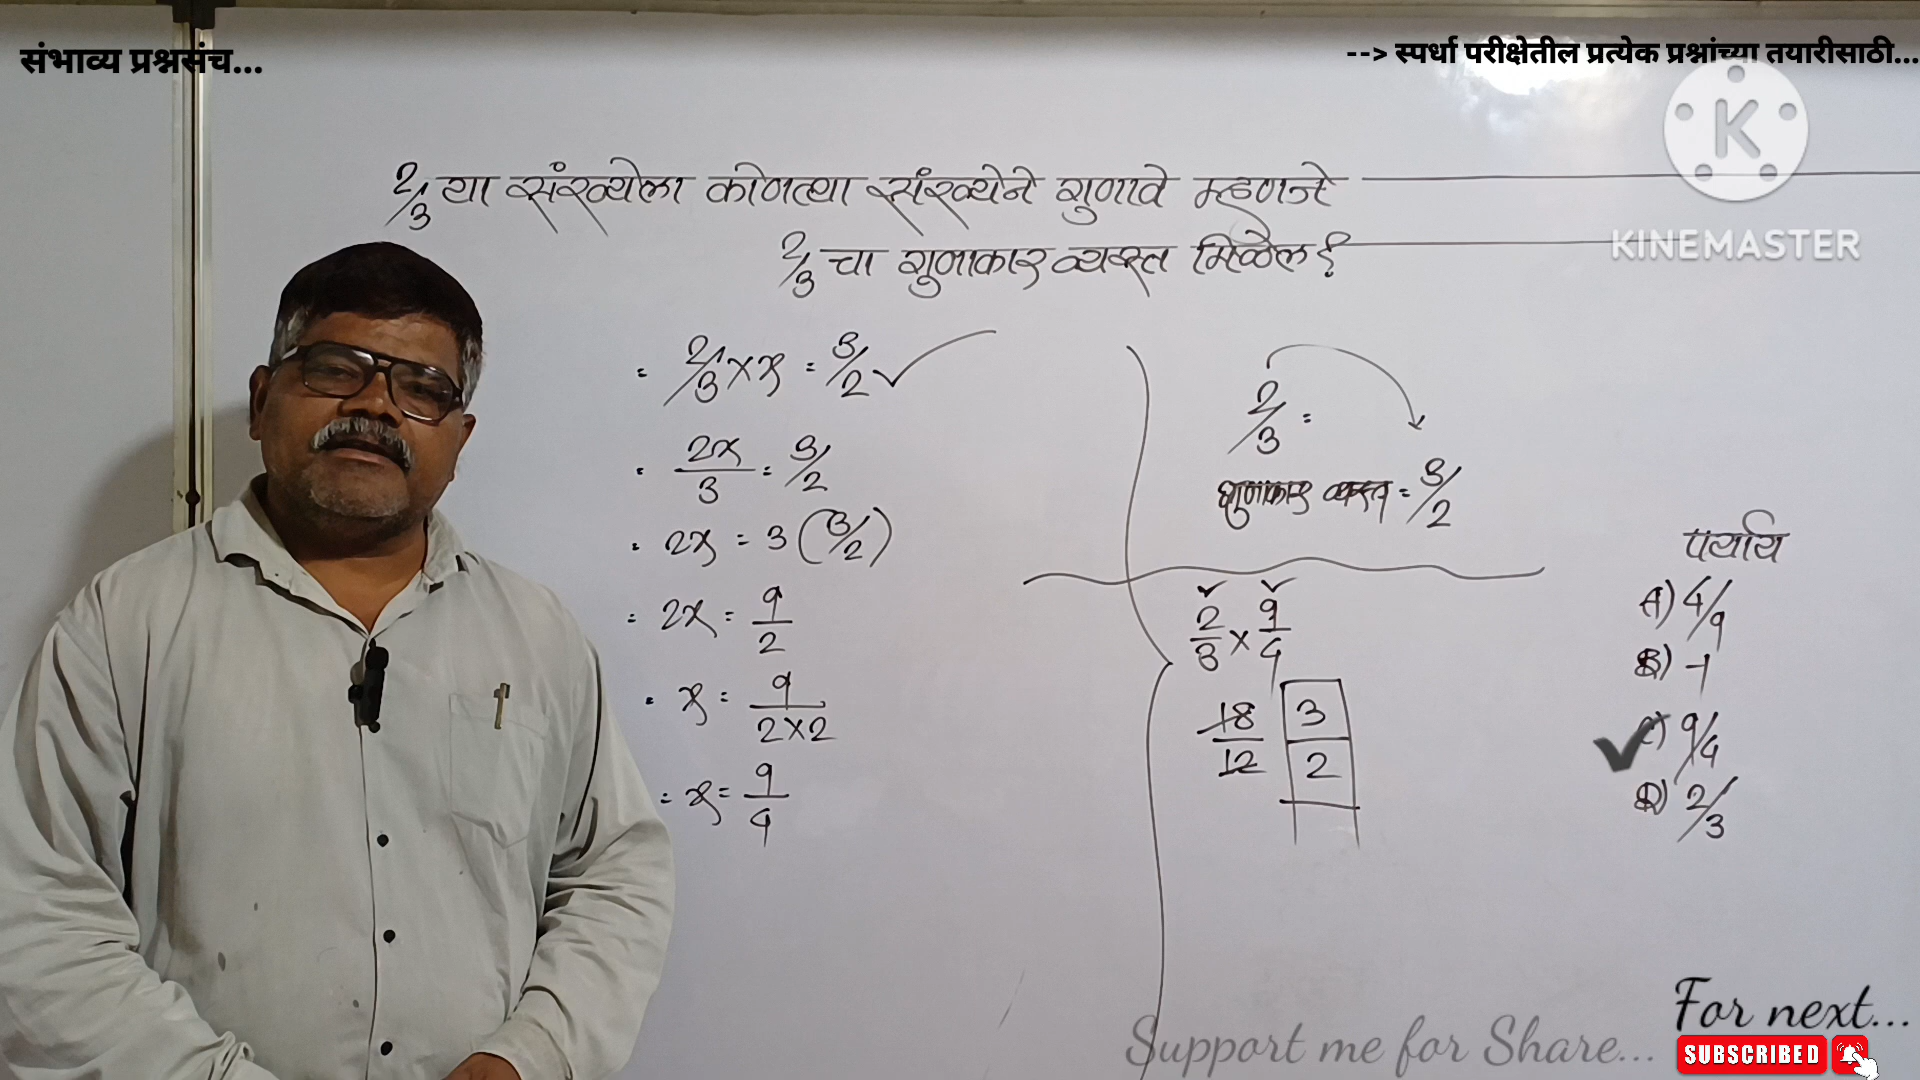 संभाव्य प्रश्नसंच...
--> स्पर्धा परीक्षेतील प्रत्येक प्रश्नांच्या तयारीसाठी...
K
KINEMASTER
2/3 या संख्येला कोणत्या संख्येने गुणावे म्हणजे
2/3 चा गुणाकार व्यस्त मिळेल?
= 2/3 × x = 3/2 ✓
= 2x/3 = 3/2
= 2x = 3 (3/2)
= 2x = 9/2
= x = 9/2×2
= x = 9/4
2/3 =
गुणाकार व्यस्त = 3/2
2/3 × 9/4
18/12 3/2
पर्याय
A) 4/9
B) -1
C) 9/4
D) 2/3
For next...
Support me for Share...
SUBSCRIBED